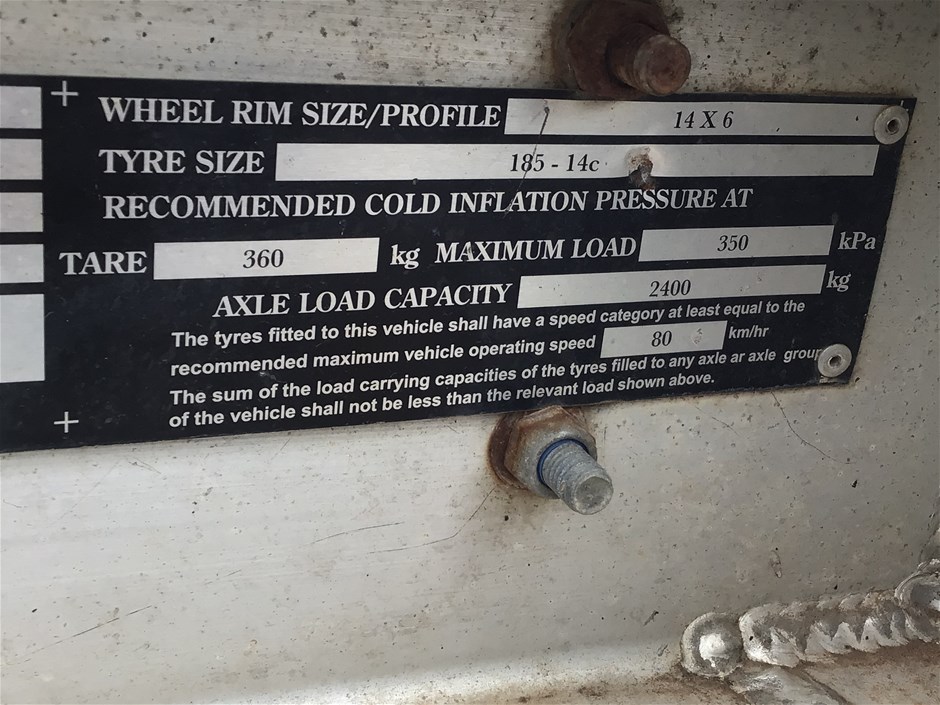 WHEEL RIM SIZE/PROFILE 14 X 6
TYRE SIZE 185 - 14c
RECOMMENDED COLD INFLATION PRESSURE AT
TARE 360 kg MAXIMUM LOAD 350 kPa
AXLE LOAD CAPACITY 2400 kg
The tyres fitted to this vehicle shall have a speed category at least equal to the
recommended maximum vehicle operating speed 80 km/hr
The sum of the load carrying capacities of the tyres filled to any axle ar axle group
of the vehicle shall not be less than the relevant load shown above.